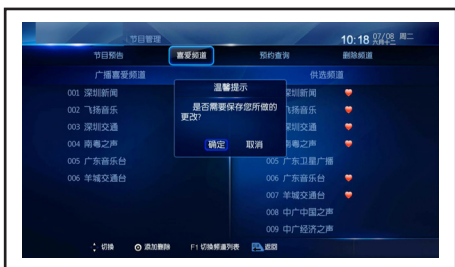 节目管理
10:18 07/08 周二
六月十二
节目预告 喜爱频道 预约查询 删除频道
广播喜爱频道 供选频道
001 深圳新闻
002 飞扬音乐
003 深圳交通
004 南粤之声
005 广东音乐台
006 羊城交通台
温馨提示
是否需要保存您所做的
更改?
确定 取消
深圳新闻
飞扬音乐
深圳交通
南粤之声
005 广东卫星广播
006 广东音乐台
007 羊城交通台
008 中广中国之声
009 中广经济之声
切换 添加删除 F1 切换频道列表 返回